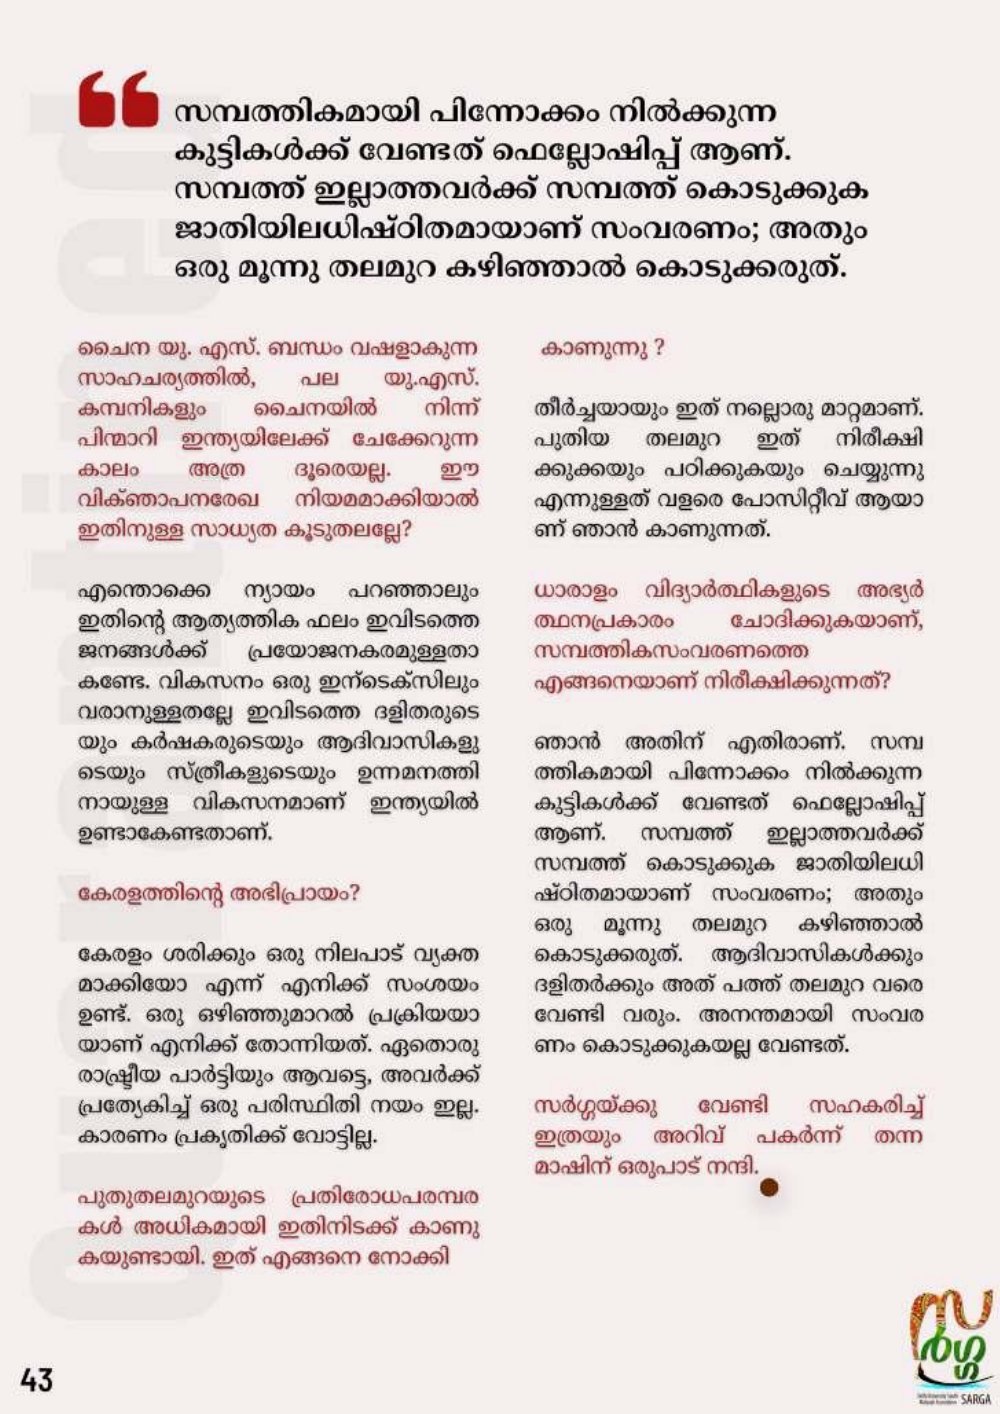 സമ്പത്തികമായി പിന്നോക്കം നിൽക്കുന്ന
കുട്ടികൾക്ക് വേണ്ടത് ഫെല്ലോഷിപ്പ് ആണ്.
സമ്പത്ത് ഇല്ലാത്തവർക്ക് സമ്പത്ത് കൊടുക്കുക
ജാതിയിലധിഷ്ഠിതമായാണ് സംവരണം; അതും
ഒരു മൂന്നു തലമുറ കഴിഞ്ഞാൽ കൊടുക്കരുത്.
ചൈന യു. എസ്. ബന്ധം വഷളാകുന്ന
സാഹചര്യത്തിൽ, പല യു.എസ്.
കമ്പനികളും ചൈനയിൽ നിന്ന്
പിന്മാറി ഇന്ത്യയിലേക്ക് ചേക്കേറുന്ന
കാലം അത്ര ദൂരെയല്ല. ഈ
വിക്ഞാപനരേഖ നിയമമാക്കിയാൽ
ഇതിനുള്ള സാധ്യത കൂടുതലല്ലേ?
എന്തൊക്കെ ന്യായം പറഞ്ഞാലും
ഇതിന്റെ ആത്യത്തിക ഫലം ഇവിടത്തെ
ജനങ്ങൾക്ക് പ്രയോജനകരമുള്ളതാ
കണ്ടേ. വികസനം ഒരു ഇന്ടെക്സിലും
വരാനുള്ളതല്ലേ ഇവിടത്തെ ദളിതരുടെ
യും കർഷകരുടെയും ആദിവാസികളു
ടെയും സ്ത്രീകളുടെയും ഉന്നമനത്തി
നായുള്ള വികസനമാണ് ഇന്ത്യയിൽ
ഉണ്ടാകേണ്ടതാണ്.
കേരളത്തിന്റെ അഭിപ്രായം?
കേരളം ശരിക്കും ഒരു നിലപാട് വ്യക്ത
മാക്കിയോ എന്ന് എനിക്ക് സംശയം
ഉണ്ട്. ഒരു ഒഴിഞ്ഞുമാറൽ പ്രക്രിയയാ
യാണ് എനിക്ക് തോന്നിയത്. ഏതൊരു
രാഷ്ട്രീയ പാർട്ടിയും ആവട്ടെ, അവർക്ക്
പ്രത്യേകിച്ച് ഒരു പരിസ്ഥിതി നയം ഇല്ല.
കാരണം പ്രകൃതിക്ക് വോട്ടില്ല.
പുതുതലമുറയുടെ പ്രതിരോധപരമ്പര
കൾ അധികമായി ഇതിനിടക്ക് കാണു
കയുണ്ടായി. ഇത് എങ്ങനെ നോക്കി
കാണുന്നു ?
തീർച്ചയായും ഇത് നല്ലൊരു മാറ്റമാണ്.
പുതിയ തലമുറ ഇത് നിരീക്ഷി
ക്കുക്കയും പഠിക്കുകയും ചെയ്യുന്നു
എന്നുള്ളത് വളരെ പോസിറ്റീവ് ആയാ
ണ് ഞാൻ കാണുന്നത്.
ധാരാളം വിദ്യാർത്ഥികളുടെ അഭ്യർ
ത്ഥനപ്രകാരം ചോദിക്കുകയാണ്,
സമ്പത്തികസംവരണത്തെ
എങ്ങനെയാണ് നിരീക്ഷിക്കുന്നത്?
ഞാൻ അതിന് എതിരാണ്. സമ്പ
ത്തികമായി പിന്നോക്കം നിൽക്കുന്ന
കുട്ടികൾക്ക് വേണ്ടത് ഫെല്ലോഷിപ്പ്
ആണ്. സമ്പത്ത് ഇല്ലാത്തവർക്ക്
സമ്പത്ത് കൊടുക്കുക ജാതിയിലധി
ഷ്ഠിതമായാണ് സംവരണം; അതും
ഒരു മൂന്നു തലമുറ കഴിഞ്ഞാൽ
കൊടുക്കരുത്. ആദിവാസികൾക്കും
ദളിതർക്കും അത് പത്ത് തലമുറ വരെ
വേണ്ടി വരും. അനന്തമായി സംവര
ണം കൊടുക്കുകയല്ല വേണ്ടത്.
സർഗ്ഗയ്ക്കു വേണ്ടി സഹകരിച്ച്
ഇത്രയും അറിവ് പകർന്ന് തന്ന
മാഷിന് ഒരുപാട് നന്ദി.
43
സർഗ്ഗ
SARGA
quarantined